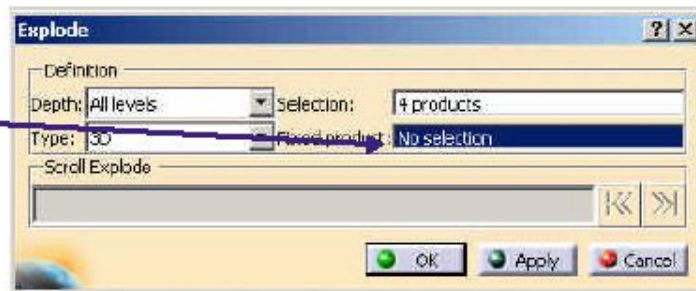 Explode
Definition
Depth: All levels Selection: 4 products
Type: 3D Fixed product: No selection
Scroll Explode
OK Apply Cancel